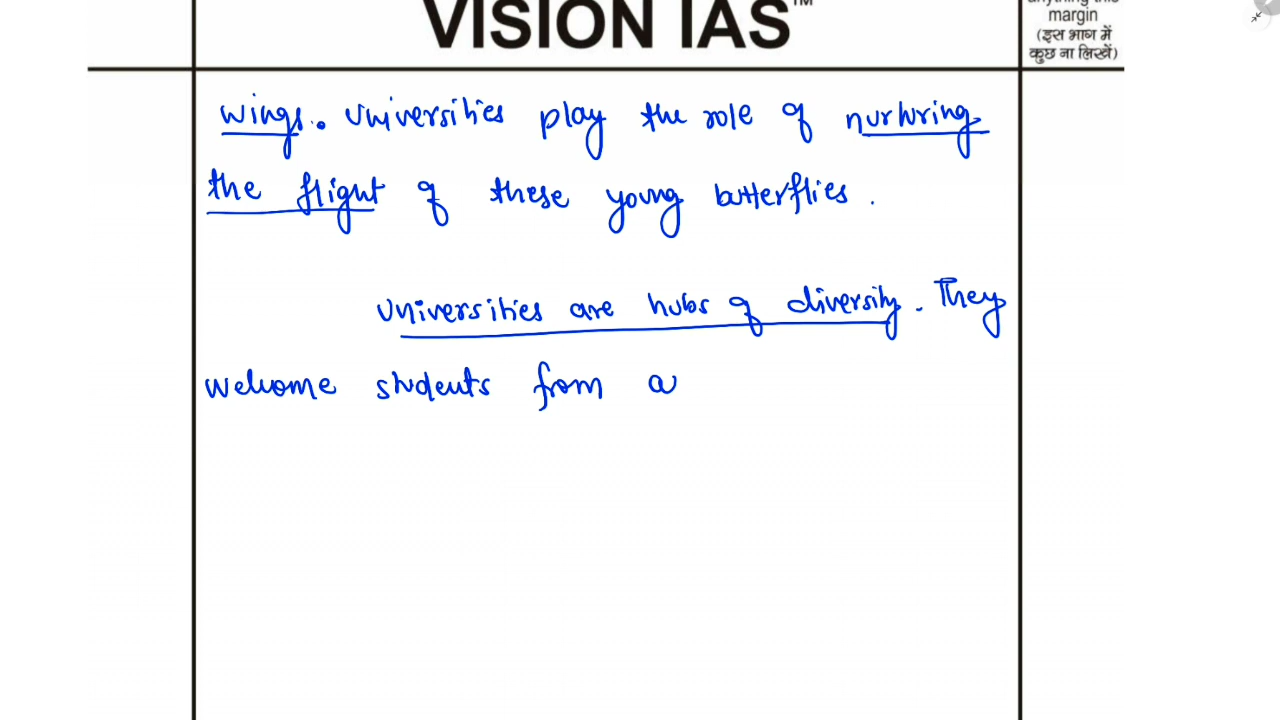 VISION IAS™
anything this
margin
(इस भाग में
कुछ ना लिखें)
wings. Universities play the role of nurturing
the flight of these young butterflies.
Universities are hubs of diversity. They
welcome students from a